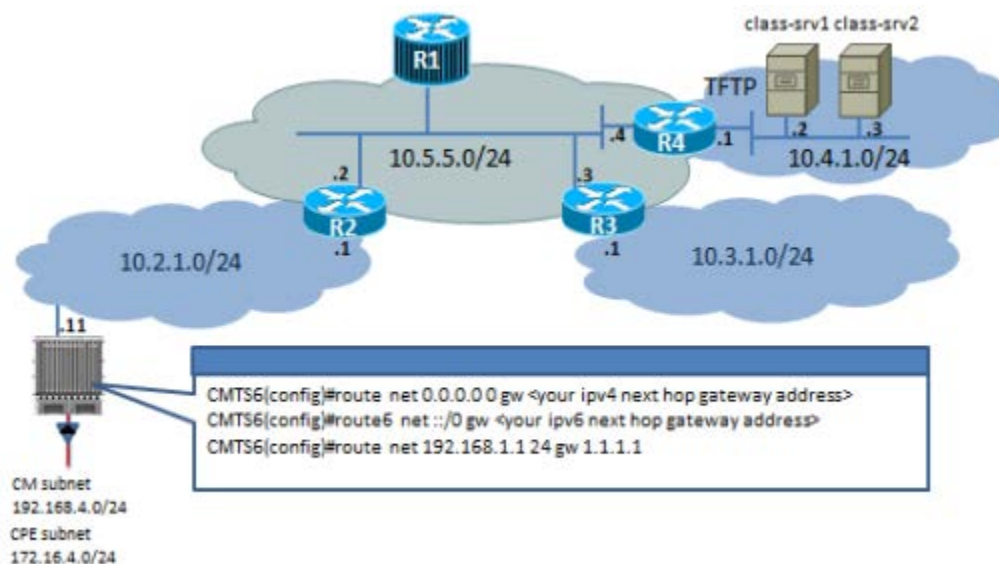 class-srv1 class-srv2
R1
TFTP
.4
R4
.1
.2
.3
10.5.5.0/24
10.4.1.0/24
.2
.3
R2
R3
.1
.1
10.2.1.0/24
10.3.1.0/24
.11
CMTS6(config)#route net 0.0.0.0 0 gw <your ipv4 next hop gateway address>
CMTS6(config)#route6 net ::/0 gw <your ipv6 next hop gateway address>
CMTS6(config)#route net 192.168.1.1 24 gw 1.1.1.1
CM subnet
192.168.4.0/24
CPE subnet
172.16.4.0/24